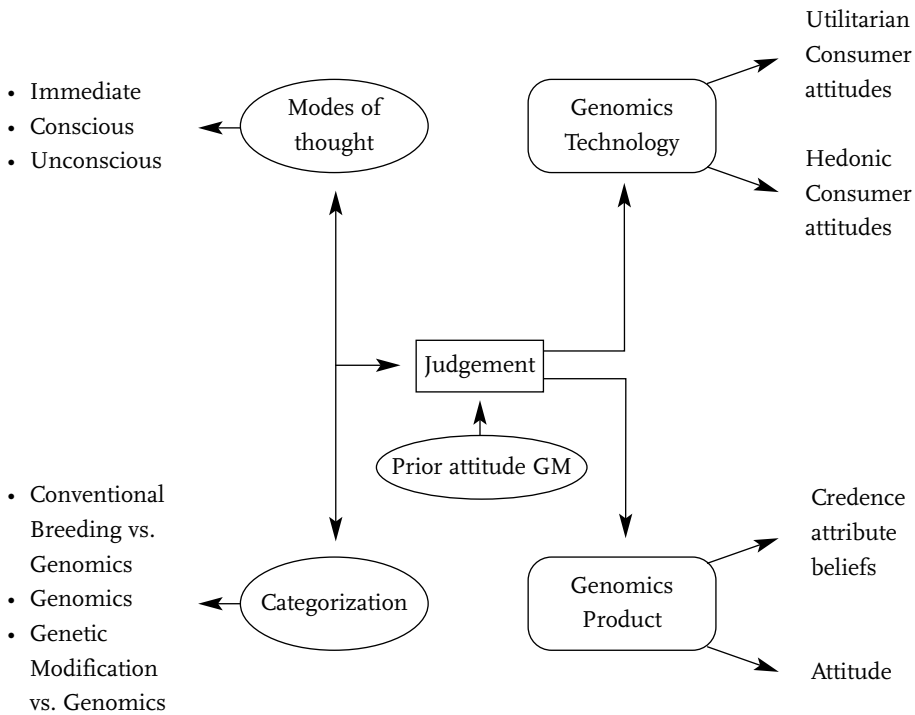 • Immediate
• Conscious
• Unconscious
Modes of
thought
Genomics
Technology
Utilitarian
Consumer
attitudes
Hedonic
Consumer
attitudes
Judgement
Prior attitude GM
• Conventional
Breeding vs.
Genomics
• Genomics
• Genetic
Modification
vs. Genomics
Categorization
Genomics
Product
Credence
attribute
beliefs
Attitude